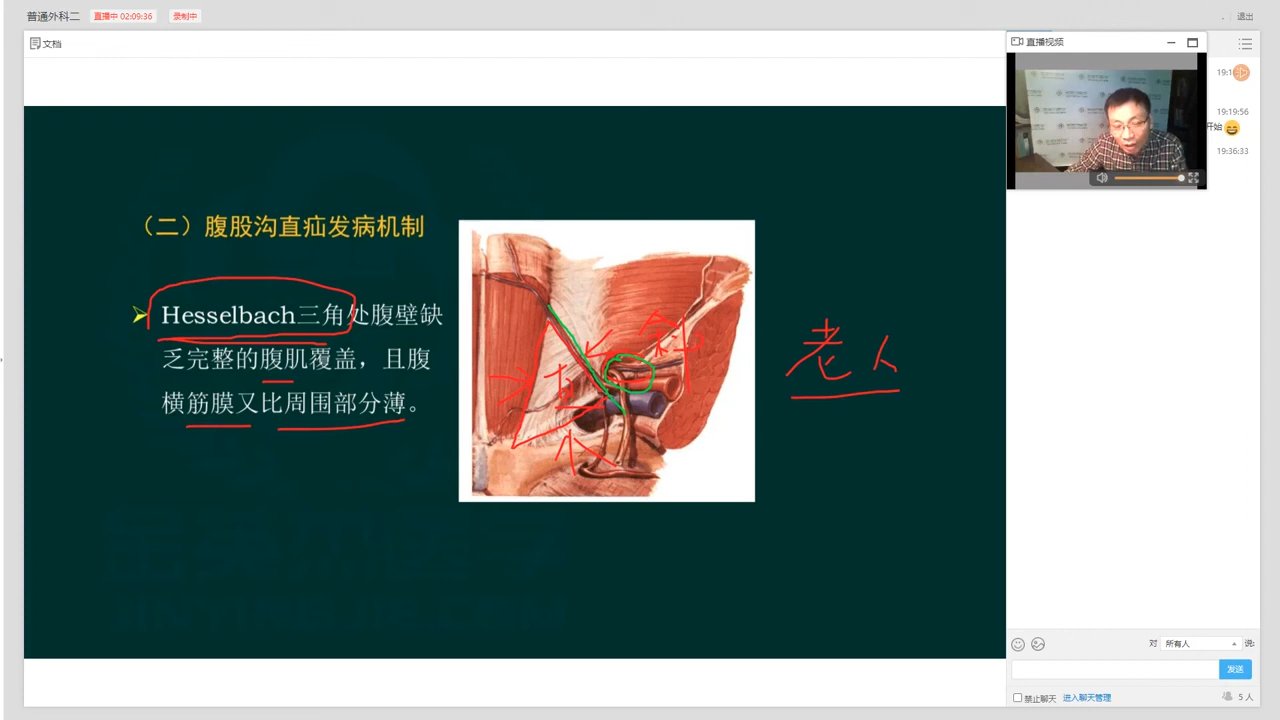 普通外科二
直播中 02:09:36
录制中
退出
文档
直播视频
19:19:56
开始
19:36:33
（二）腹股沟直疝发病机制
Hesselbach三角处腹壁缺
乏完整的腹肌覆盖，且腹
横筋膜又比周围部分薄。
斜
直
老人
对
所有人
说:
发送
禁止聊天
进入聊天管理
5 人